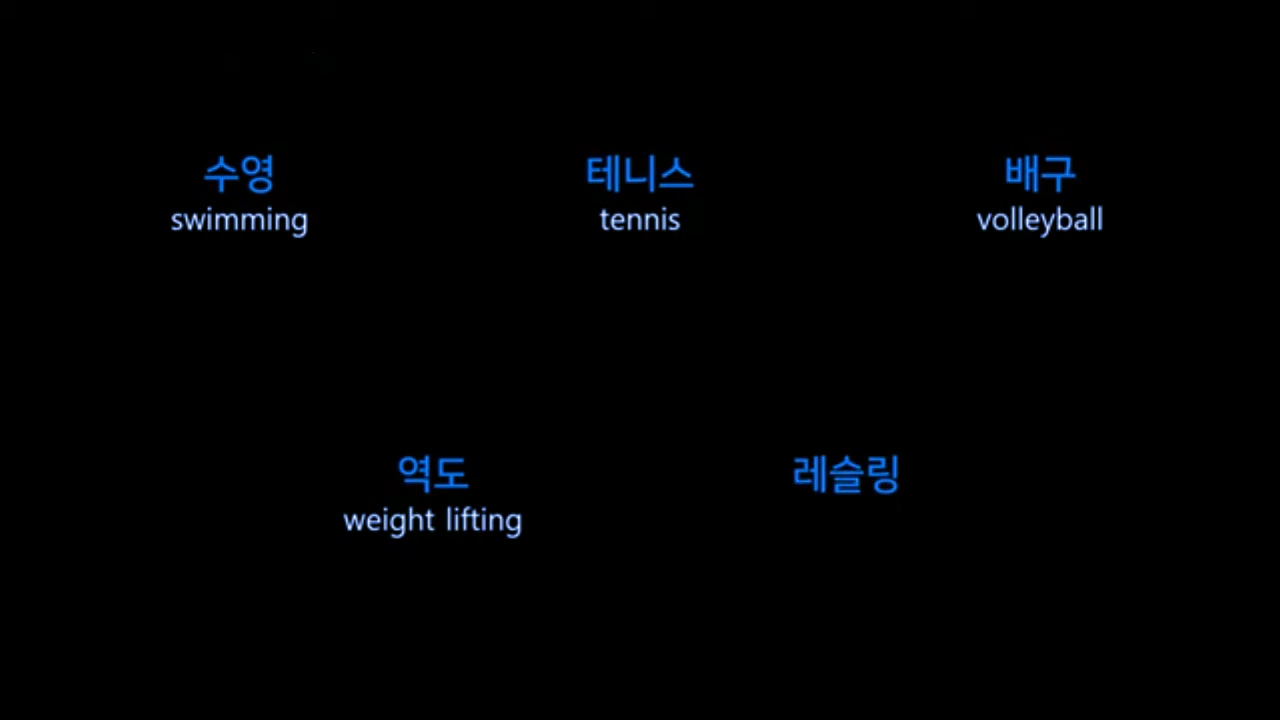 수영
swimming
테니스
tennis
배구
volleyball
역도
weight lifting
레슬링